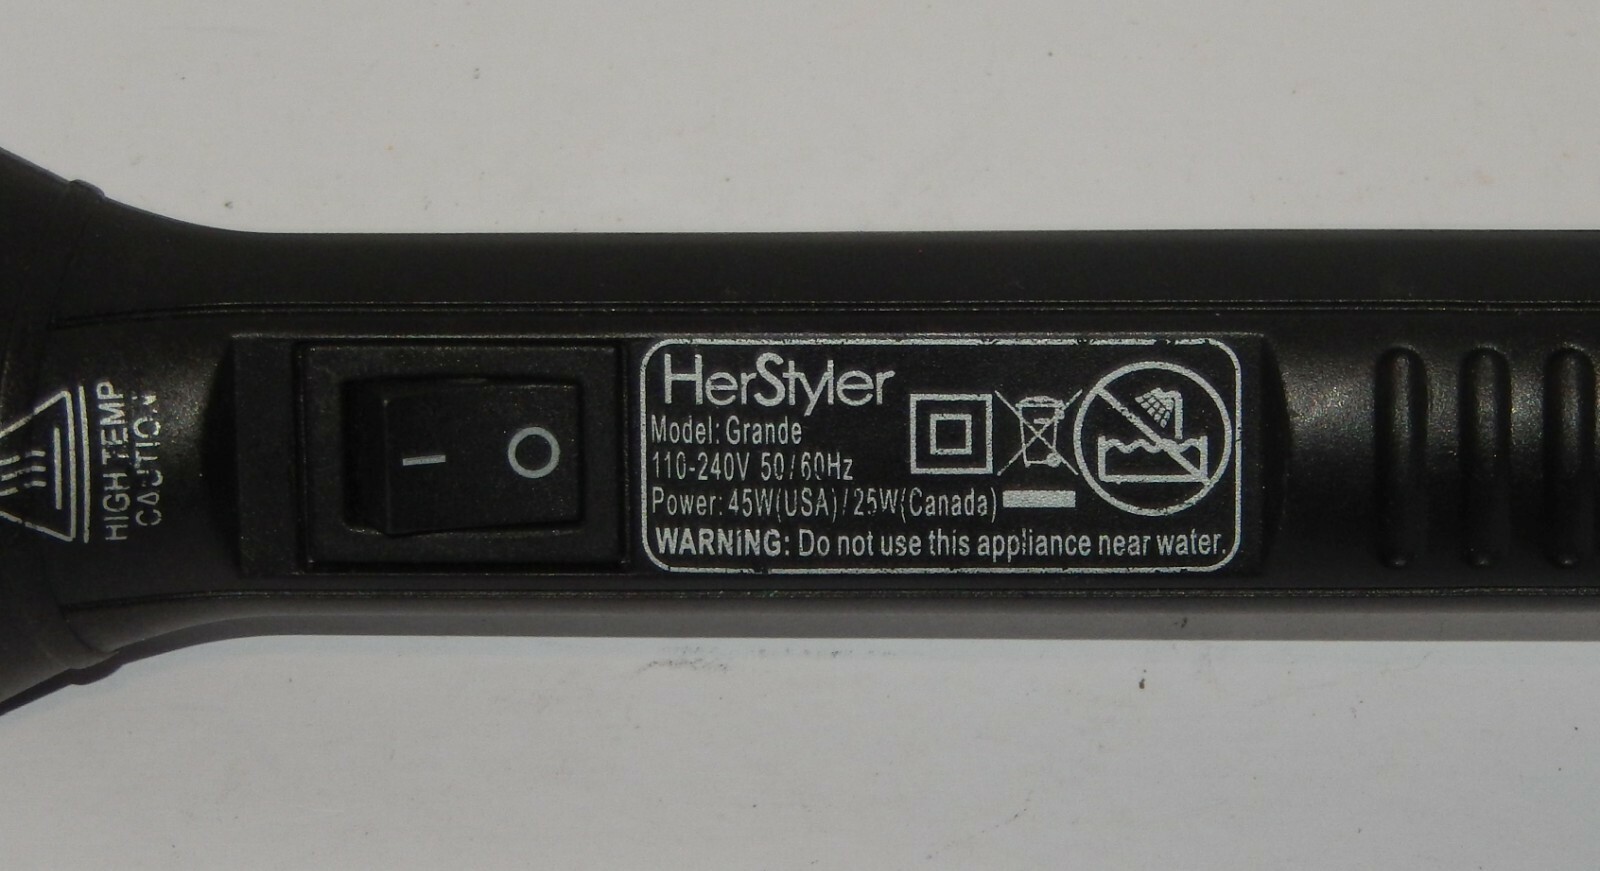 HIGH TEMP
CAUTION
HerStyler
Model: Grande
110-240V 50/60Hz
Power: 45W(USA)/25W(Canada)
WARNING: Do not use this appliance near water.